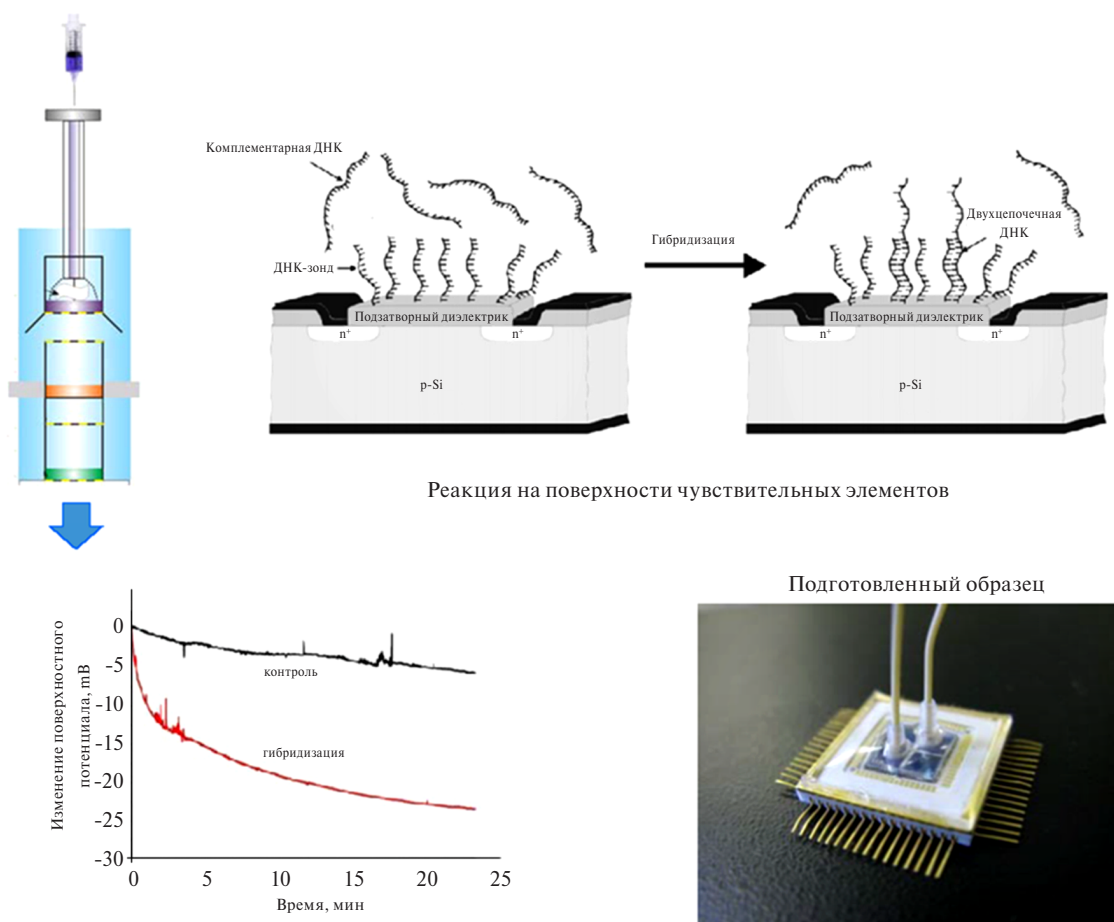 Комплементарная ДНК
ДНК-зонд
Подзатворный диэлектрик
n⁺
n⁺
p-Si
Гибридизация
Двухцепочечная
ДНК
Подзатворный диэлектрик
n⁺
n⁺
p-Si
Реакция на поверхности чувствительных элементов
Изменение поверхностного
потенциала, mВ
0
-5
-10
-15
-20
-25
-30
контроль
гибридизация
0
5
10
15
20
25
Время, мин
Подготовленный образец